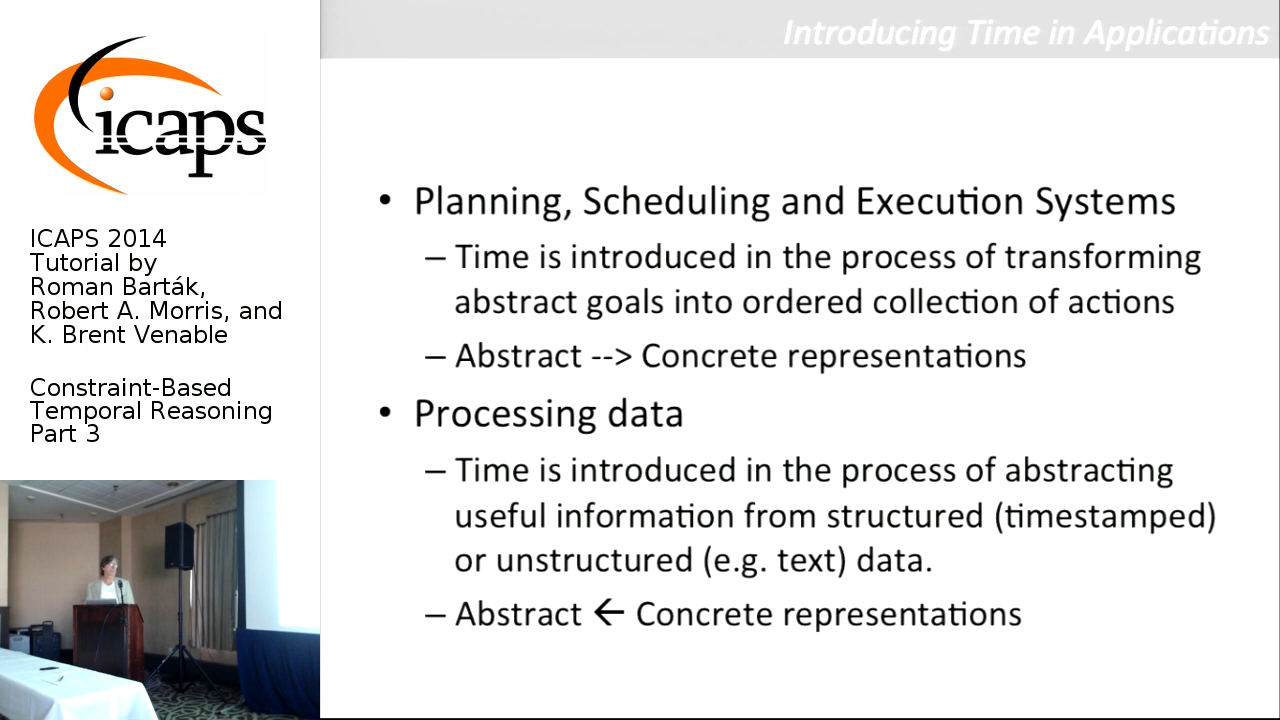 icaps
ICAPS 2014
Tutorial by
Roman Barták,
Robert A. Morris, and
K. Brent Venable
Constraint-Based
Temporal Reasoning
Part 3
Introducing Time in Applications
• Planning, Scheduling and Execution Systems
– Time is introduced in the process of transforming
abstract goals into ordered collection of actions
– Abstract --> Concrete representations
• Processing data
– Time is introduced in the process of abstracting
useful information from structured (timestamped)
or unstructured (e.g. text) data.
– Abstract ← Concrete representations